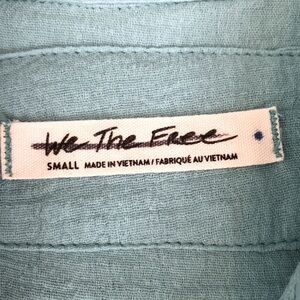 We The Free
SMALL MADE IN VIETNAM / FABRIQUÉ AU VIETNAM